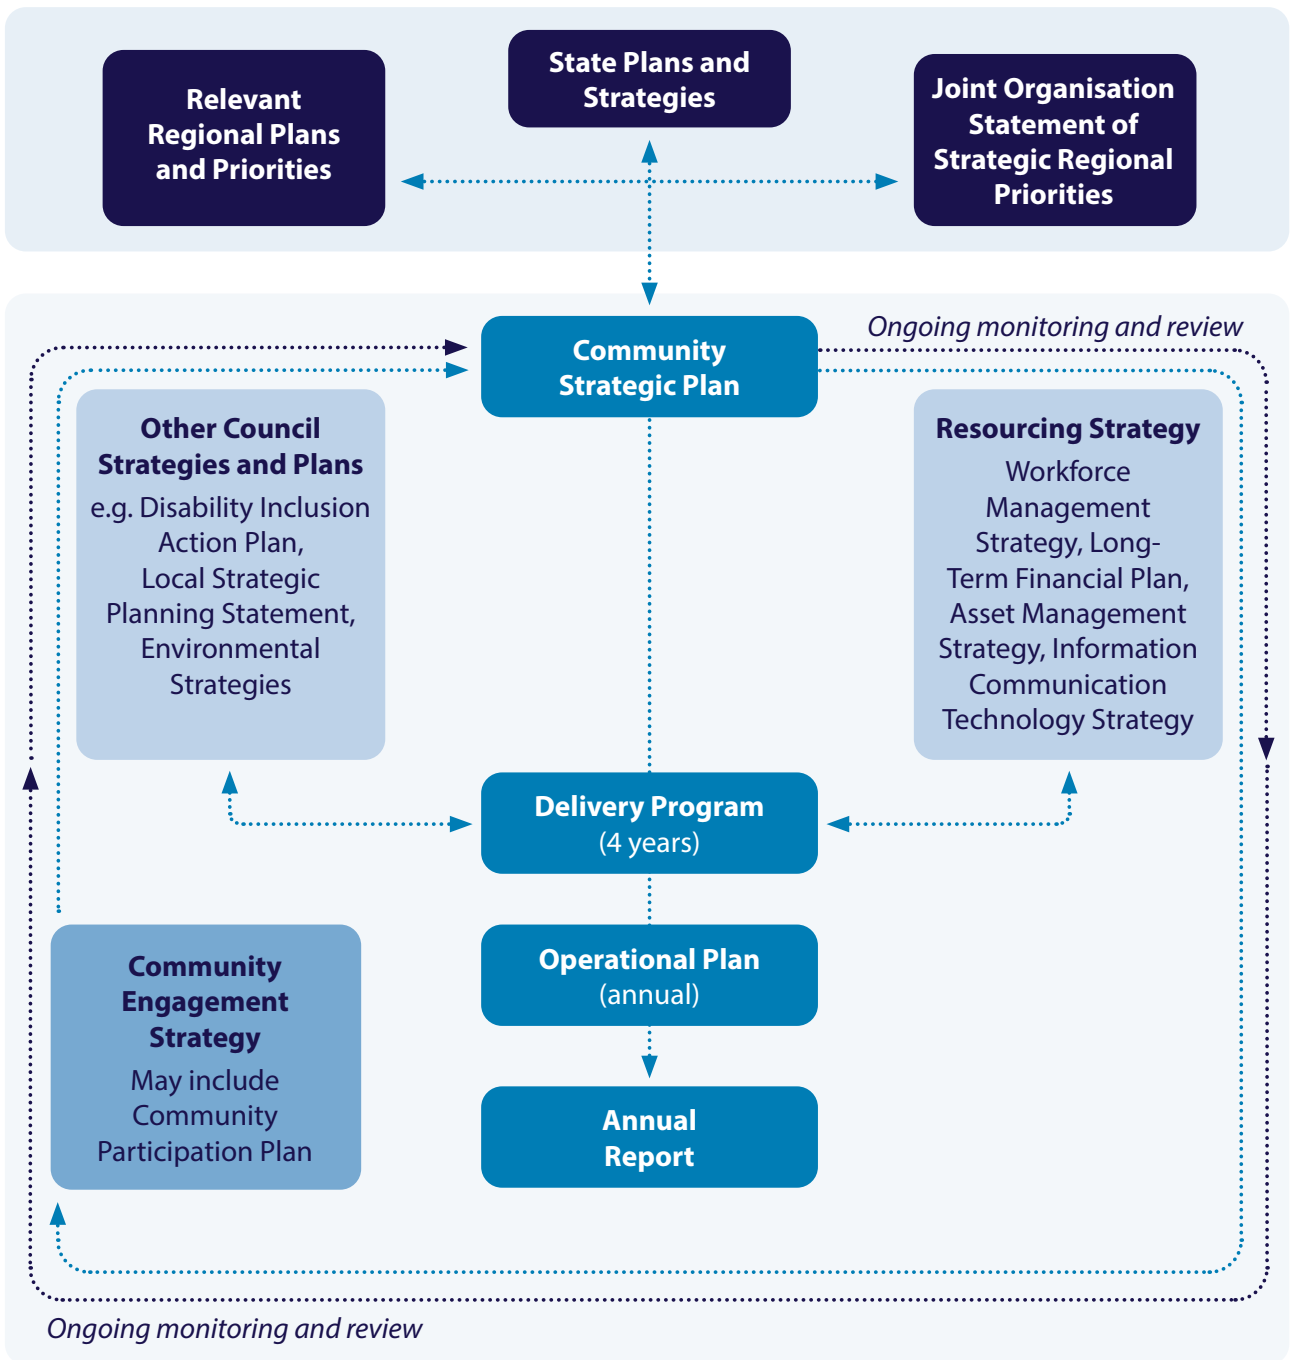 Relevant
Regional Plans
and Priorities
State Plans and
Strategies
Joint Organisation
Statement of
Strategic Regional
Priorities
Ongoing monitoring and review
Community
Strategic Plan
Other Council
Strategies and Plans
e.g. Disability Inclusion
Action Plan,
Local Strategic
Planning Statement,
Environmental
Strategies
Resourcing Strategy
Workforce
Management
Strategy, Long-
Term Financial Plan,
Asset Management
Strategy, Information
Communication
Technology Strategy
Delivery Program
(4 years)
Community
Engagement
Strategy
May include
Community
Participation Plan
Operational Plan
(annual)
Annual
Report
Ongoing monitoring and review